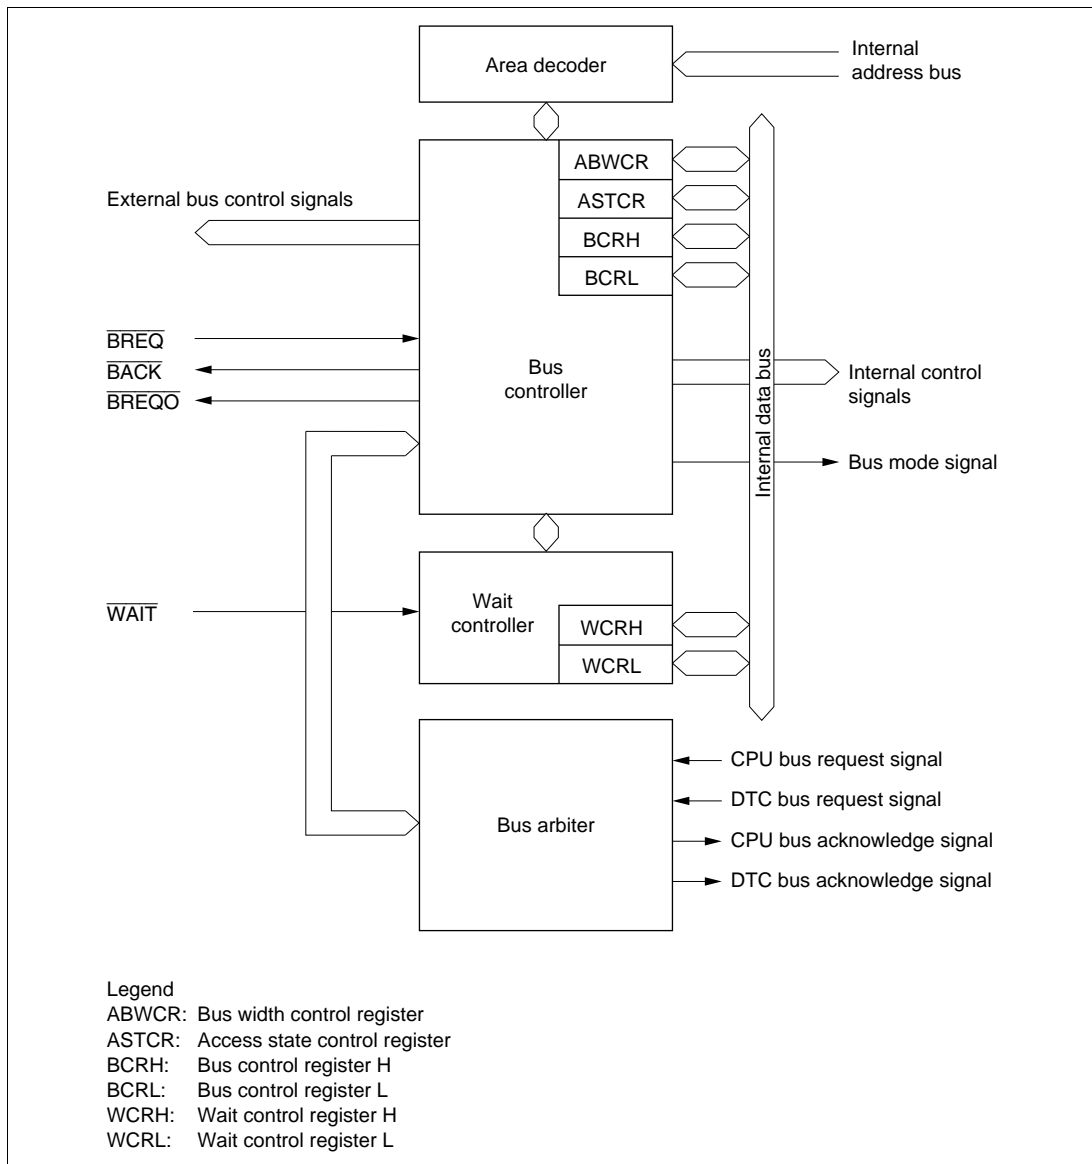 Area decoder
Internal
address bus
ABWCR
ASTCR
BCRH
BCRL
External bus control signals
BREQ
BACK
BREQO
Bus
controller
Internal data bus
Internal control
signals
Bus mode signal
WAIT
Wait
controller
WCRH
WCRL
Bus arbiter
CPU bus request signal
DTC bus request signal
CPU bus acknowledge signal
DTC bus acknowledge signal
Legend
ABWCR: Bus width control register
ASTCR: Access state control register
BCRH: Bus control register H
BCRL: Bus control register L
WCRH: Wait control register H
WCRL: Wait control register L